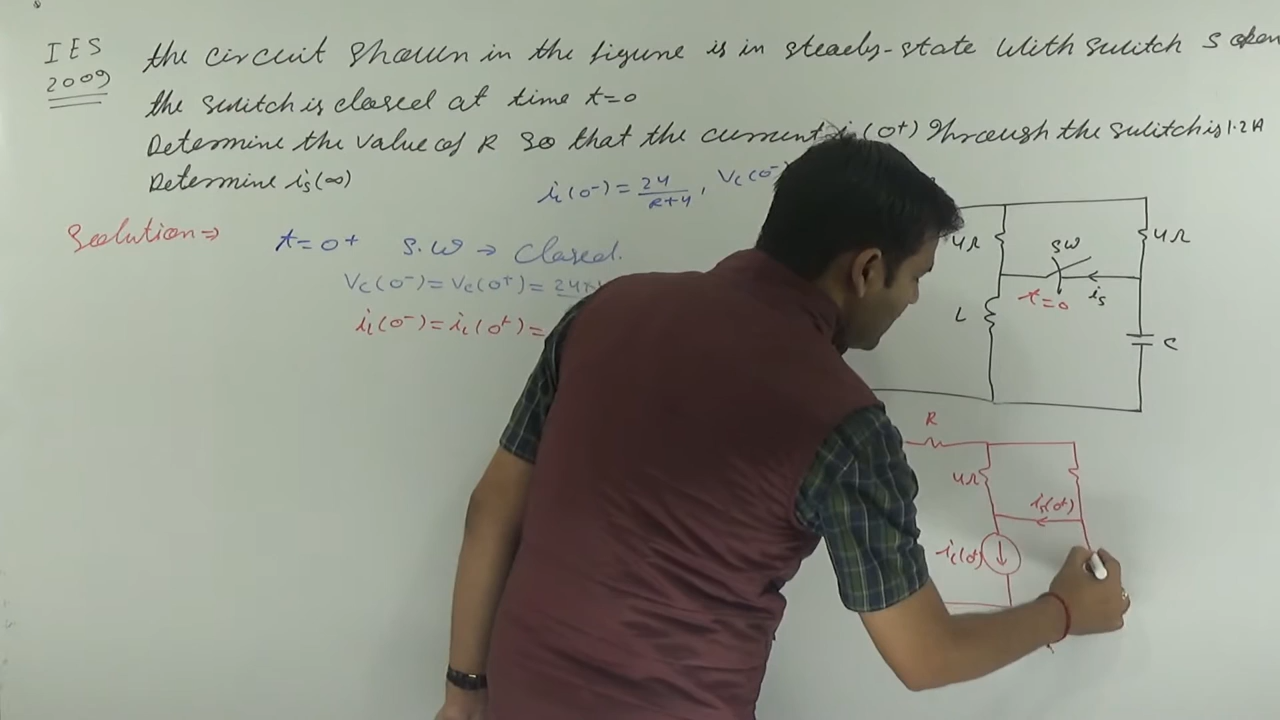 IES
2009
the circuit shown in the figure is in steady-state with switch S open
the switch is closed at time t=0
Determine the value of R so that the current (0+) through the switch is 1.2A
Determine is(∞)
iL(0-) = 24/R+4 , Vc(0-)
Solution ⇒ t=0+ S.W → Closed.
Vc(0-) = Vc(0+) = 24×4
iL(0-) = iL(0+) =
4Ω
SW
4Ω
t=0
is
L
C
R
4Ω
is(0+)
iL(0+)